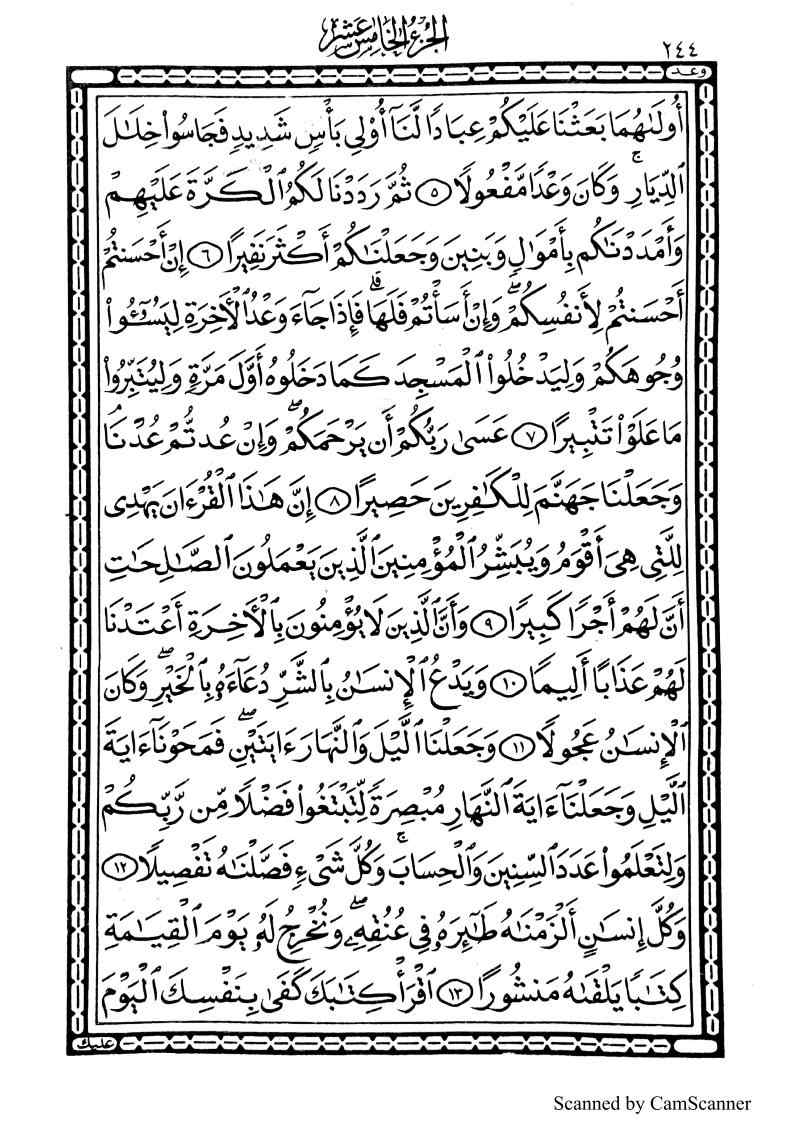 ٢٤٤ الجزء الخامس عشر
وعد
أُولَىٰهُمَا بَعَثْنَا عَلَيْكُمْ عِبَادًا لَّنَآ أُوْلِى بَأْسٍ شَدِيدٍ فَجَاسُوا۟ خِلَـٰلَ
ٱلدِّيَارِ ۚ وَكَانَ وَعْدًا مَّفْعُولًا ٥ ثُمَّ رَدَدْنَا لَكُمُ ٱلْكَرَّةَ عَلَيْهِمْ
وَأَمْدَدْنَـٰكُم بِأَمْوَٰلٍ وَبَنِينَ وَجَعَلْنَـٰكُمْ أَكْثَرَ نَفِيرًا ٦ إِنْ أَحْسَنتُمْ
أَحْسَنتُمْ لِأَنفُسِكُمْ ۖ وَإِنْ أَسَأْتُمْ فَلَهَا ۚ فَإِذَا جَآءَ وَعْدُ ٱلْـَٔاخِرَةِ لِيَسُـۥٓـُٔوا۟
وُجُوهَكُمْ وَلِيَدْخُلُوا۟ ٱلْمَسْجِدَ كَمَا دَخَلُوهُ أَوَّلَ مَرَّةٍ وَلِيُتَبِّرُوا۟
مَا عَلَوْا۟ تَتْبِيرًا ٧ عَسَىٰ رَبُّكُمْ أَن يَرْحَمَكُمْ ۚ وَإِنْ عُدتُّمْ عُدْنَا ۘ
وَجَعَلْنَا جَهَنَّمَ لِلْكَـٰفِرِينَ حَصِيرًا ٨ إِنَّ هَـٰذَا ٱلْقُرْءَانَ يَهْدِى
لِلَّتِى هِىَ أَقْوَمُ وَيُبَشِّرُ ٱلْمُؤْمِنِينَ ٱلَّذِينَ يَعْمَلُونَ ٱلصَّـٰلِحَـٰتِ
أَنَّ لَهُمْ أَجْرًا كَبِيرًا ٩ وَأَنَّ ٱلَّذِينَ لَا يُؤْمِنُونَ بِٱلْـَٔاخِرَةِ أَعْتَدْنَا
لَهُمْ عَذَابًا أَلِيمًا ١٠ وَيَدْعُ ٱلْإِنسَـٰنُ بِٱلشَّرِّ دُعَآءَهُۥ بِٱلْخَيْرِ ۖ وَكَانَ
ٱلْإِنسَـٰنُ عَجُولًا ١١ وَجَعَلْنَا ٱلَّيْلَ وَٱلنَّهَارَ ءَايَتَيْنِ ۖ فَمَحَوْنَآ ءَايَةَ
ٱلَّيْلِ وَجَعَلْنَآ ءَايَةَ ٱلنَّهَارِ مُبْصِرَةً لِّتَبْتَغُوا۟ فَضْلًا مِّن رَّبِّكُمْ
وَلِتَعْلَمُوا۟ عَدَدَ ٱلسِّنِينَ وَٱلْحِسَابَ ۚ وَكُلَّ شَىْءٍ فَصَّلْنَـٰهُ تَفْصِيلًا ١٢
وَكُلَّ إِنسَـٰنٍ أَلْزَمْنَـٰهُ طَـٰٓئِرَهُۥ فِى عُنُقِهِۦ ۖ وَنُخْرِجُ لَهُۥ يَوْمَ ٱلْقِيَـٰمَةِ
كِتَـٰبًا يَلْقَىٰهُ مَنشُورًا ١٣ ٱقْرَأْ كِتَـٰبَكَ كَفَىٰ بِنَفْسِكَ ٱلْيَوْمَ
عليك
Scanned by CamScanner